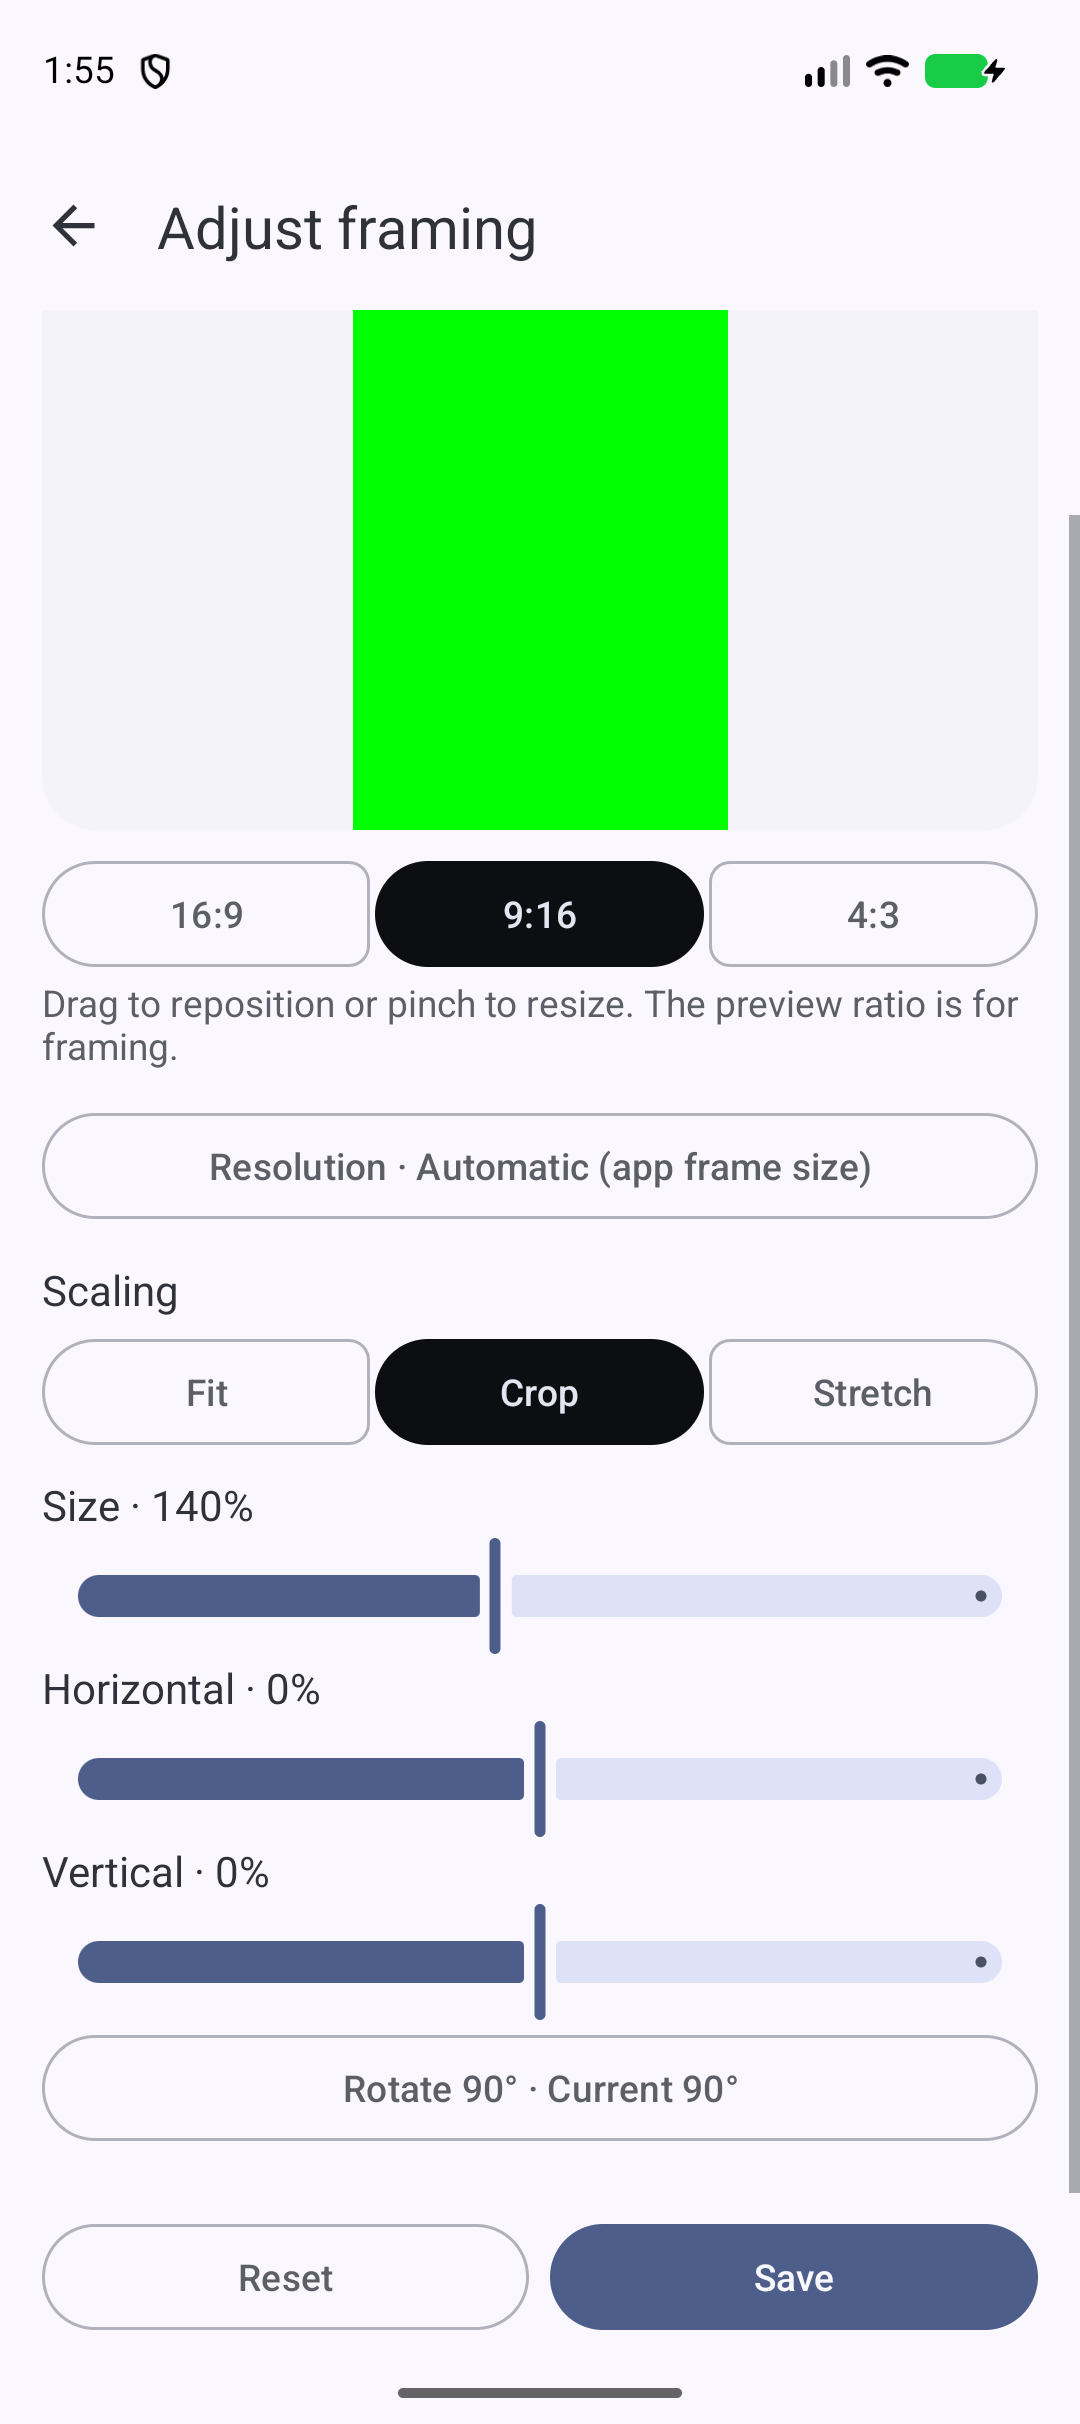 1:55
Adjust framing
16:9
9:16
4:3
Drag to reposition or pinch to resize. The preview ratio is for
framing.
Resolution · Automatic (app frame size)
Scaling
Fit
Crop
Stretch
Size · 140%
Horizontal · 0%
Vertical · 0%
Rotate 90° · Current 90°
Reset
Save